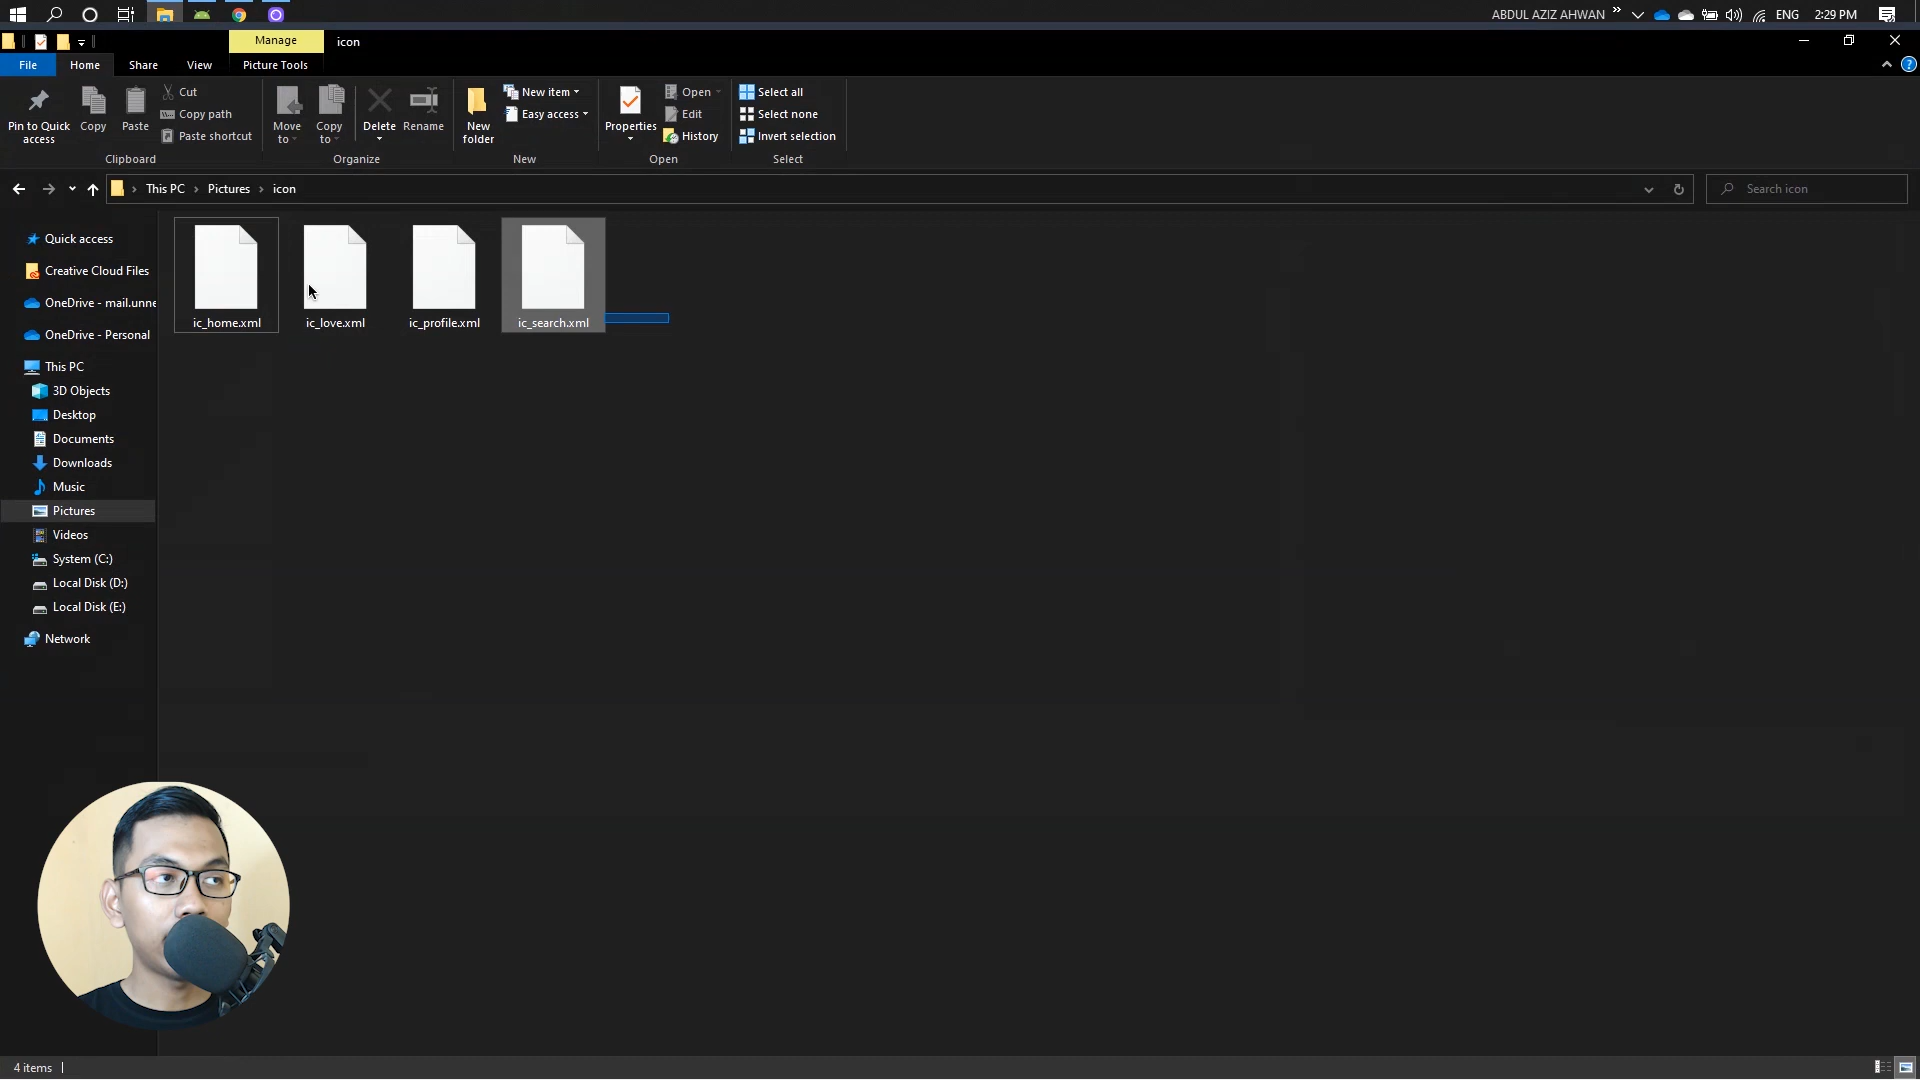 ABDUL AZIZ AHWAN
ENG
2:29 PM
Manage
icon
File
Home
Share
View
Picture Tools
Pin to Quick access
Copy
Paste
Cut
Copy path
Paste shortcut
Clipboard
Move to
Copy to
Delete
Rename
Organize
New folder
New item
Easy access
New
Properties
Open
Edit
History
Open
Select all
Select none
Invert selection
Select
This PC
Pictures
icon
Search icon
Quick access
Creative Cloud Files
OneDrive - mail.unne
OneDrive - Personal
This PC
3D Objects
Desktop
Documents
Downloads
Music
Pictures
Videos
System (C:)
Local Disk (D:)
Local Disk (E:)
Network
ic_home.xml
ic_love.xml
ic_profile.xml
ic_search.xml
4 items